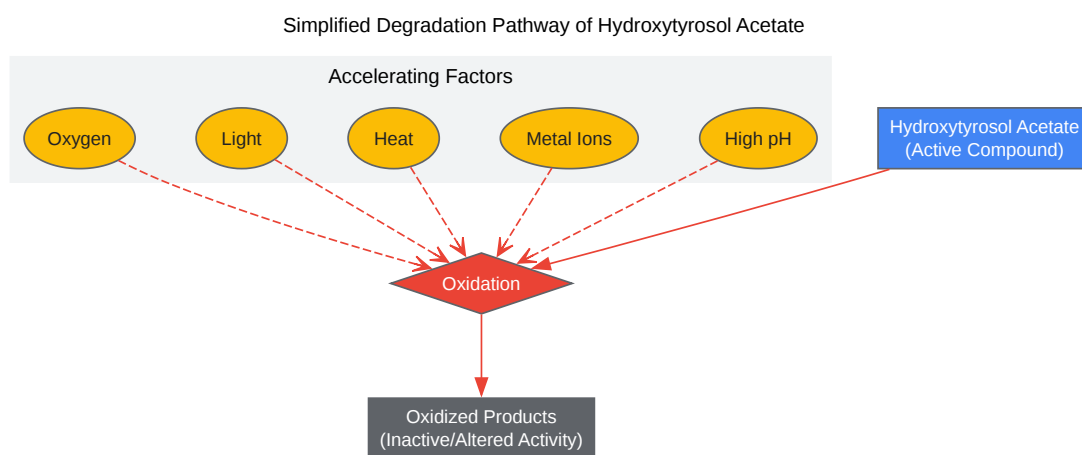 Simplified Degradation Pathway of Hydroxytyrosol Acetate
Accelerating Factors
Oxygen
Light
Heat
Metal Ions
High pH
Hydroxytyrosol Acetate
(Active Compound)
Oxidation
Oxidized Products
(Inactive/Altered Activity)